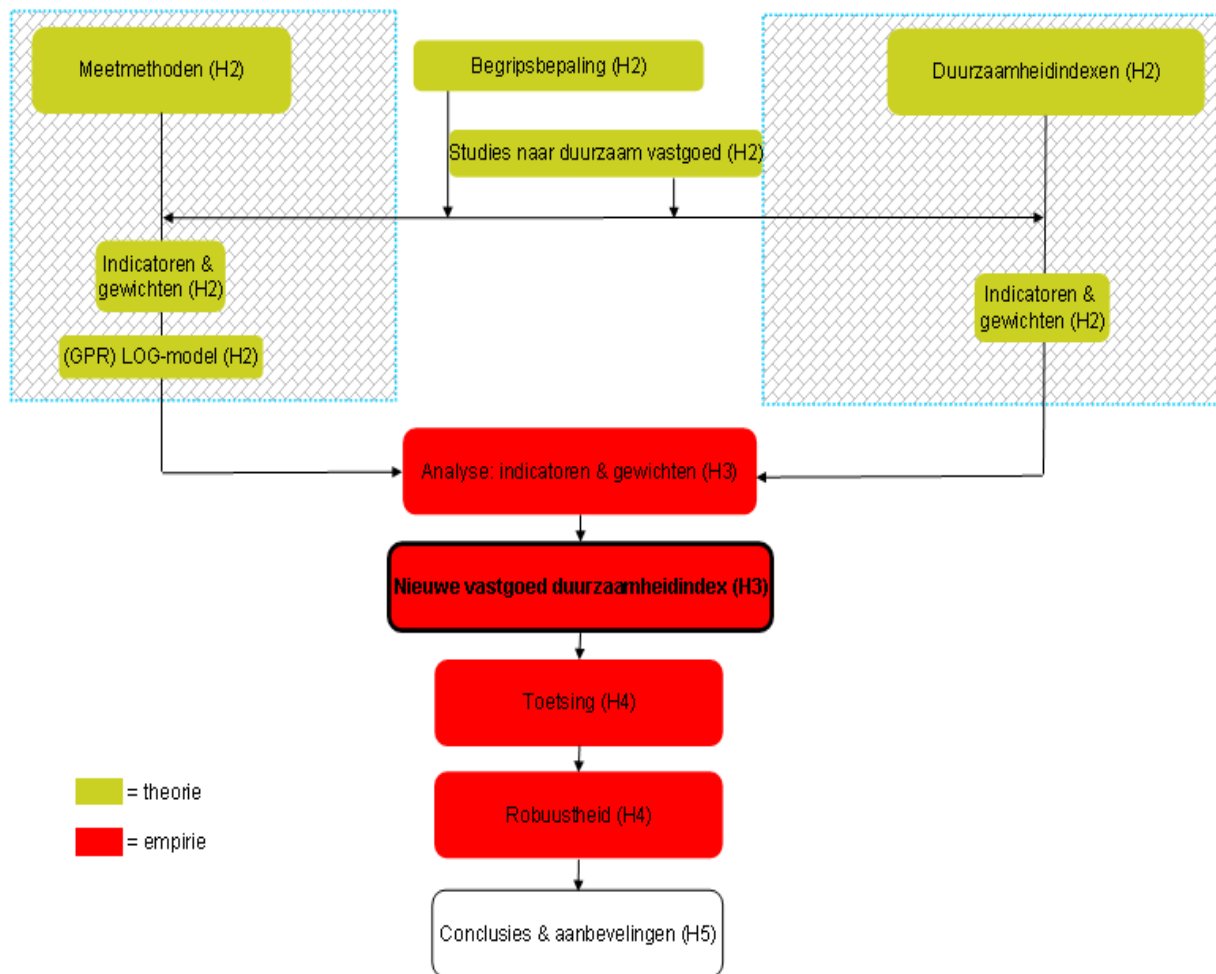 Meetmethoden (H2)
Begripsbepaling (H2)
Duurzaamheidindexen (H2)
Studies naar duurzaam vastgoed (H2)
Indicatoren &
gewichten (H2)
Indicatoren &
gewichten (H2)
(GPR) LOG-model (H2)
Analyse: indicatoren & gewichten (H3)
Nieuwe vastgoed duurzaamheidindex (H3)
Toetsing (H4)
Robuustheid (H4)
Conclusies & aanbevelingen (H5)
= theorie
= empirie